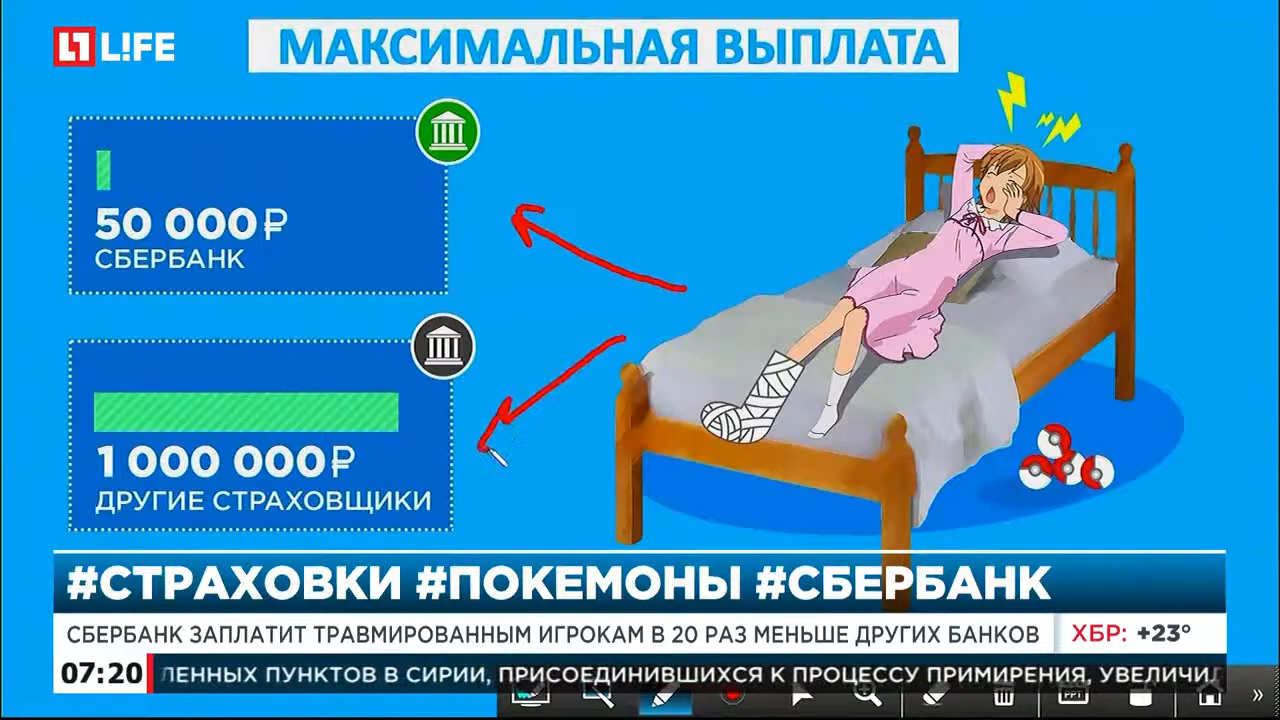 L!FE
МАКСИМАЛЬНАЯ ВЫПЛАТА
50 000₽
СБЕРБАНК
1 000 000₽
ДРУГИЕ СТРАХОВЩИКИ
#СТРАХОВКИ #ПОКЕМОНЫ #СБЕРБАНК
СБЕРБАНК ЗАПЛАТИТ ТРАВМИРОВАННЫМ ИГРОКАМ В 20 РАЗ МЕНЬШЕ ДРУГИХ БАНКОВ
ХБР: +23°
07:20
ЛЕННЫХ ПУНКТОВ В СИРИИ, ПРИСОЕДИНИВШИХСЯ К ПРОЦЕССУ ПРИМИРЕНИЯ, УВЕЛИЧИЛ
PPT